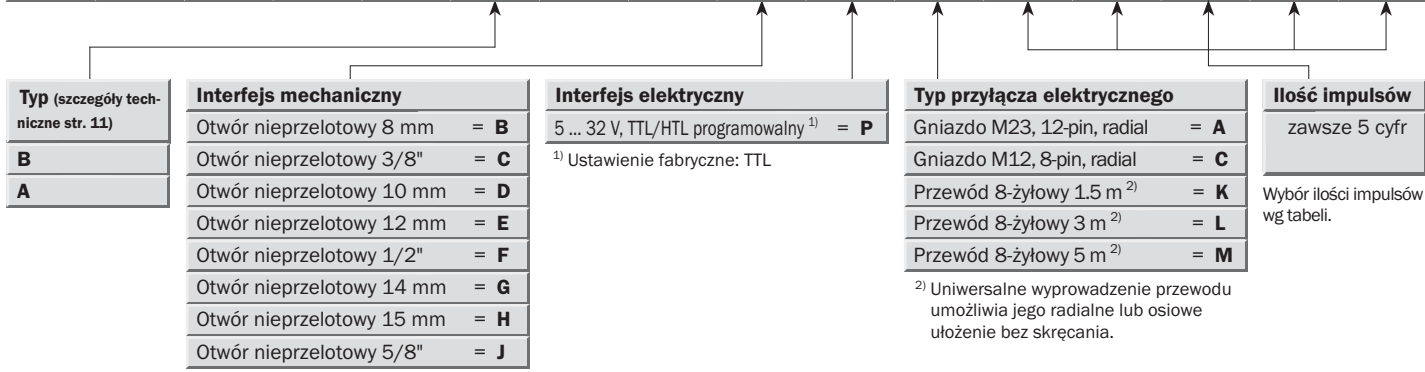 Typ (szczegóły tech-
niczne str. 11)
B
A
Interfejs mechaniczny
Otwór nieprzelotowy 8 mm = B
Otwór nieprzelotowy 3/8" = C
Otwór nieprzelotowy 10 mm = D
Otwór nieprzelotowy 12 mm = E
Otwór nieprzelotowy 1/2" = F
Otwór nieprzelotowy 14 mm = G
Otwór nieprzelotowy 15 mm = H
Otwór nieprzelotowy 5/8" = J
Interfejs elektryczny
5 ... 32 V, TTL/HTL programowalny 1) = P
1) Ustawienie fabryczne: TTL
Typ przyłącza elektrycznego
Gniazdo M23, 12-pin, radial = A
Gniazdo M12, 8-pin, radial = C
Przewód 8-żyłowy 1.5 m 2) = K
Przewód 8-żyłowy 3 m 2) = L
Przewód 8-żyłowy 5 m 2) = M
2) Uniwersalne wyprowadzenie przewodu
umożliwia jego radialne lub osiowe
ułożenie bez skręcania.
Ilość impulsów
zawsze 5 cyfr
Wybór ilości impulsów
wg tabeli.